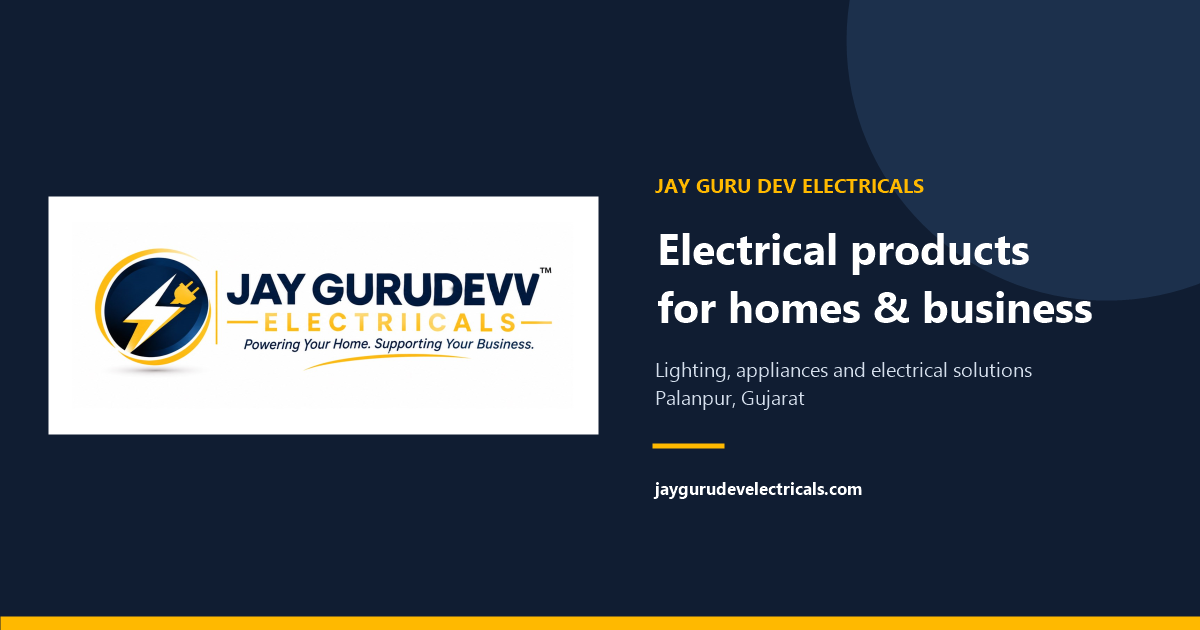 JAY GURUDEVV™
ELECTRIICALS
Powering Your Home. Supporting Your Business.
JAY GURU DEV ELECTRICALS
Electrical products
for homes & business
Lighting, appliances and electrical solutions
Palanpur, Gujarat
jaygurudevelectricals.com